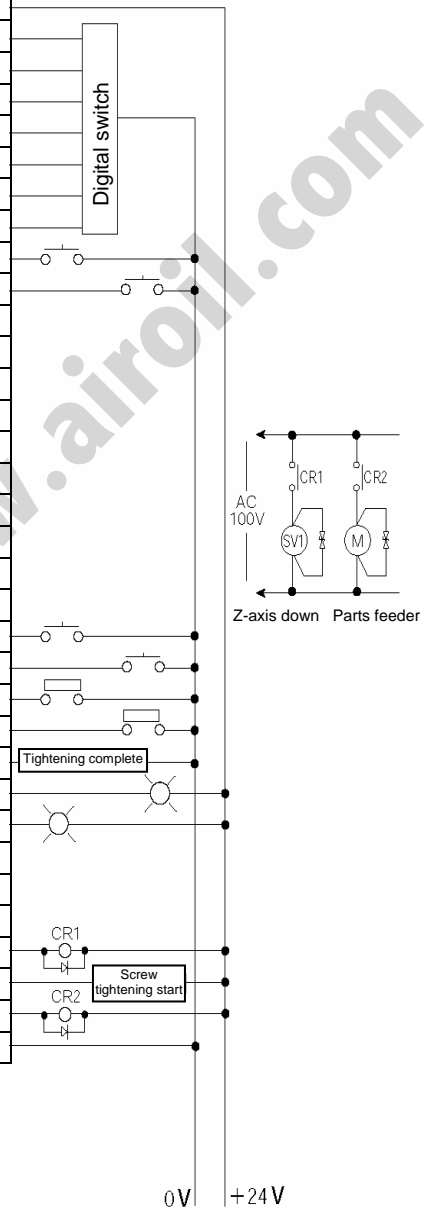 Digital switch
www.airoil.com
CR1
CR2
AC
100V
SV1
M
Z-axis down
Parts feeder
Tightening complete
CR1
Screw
tightening start
CR2
0V
+24V